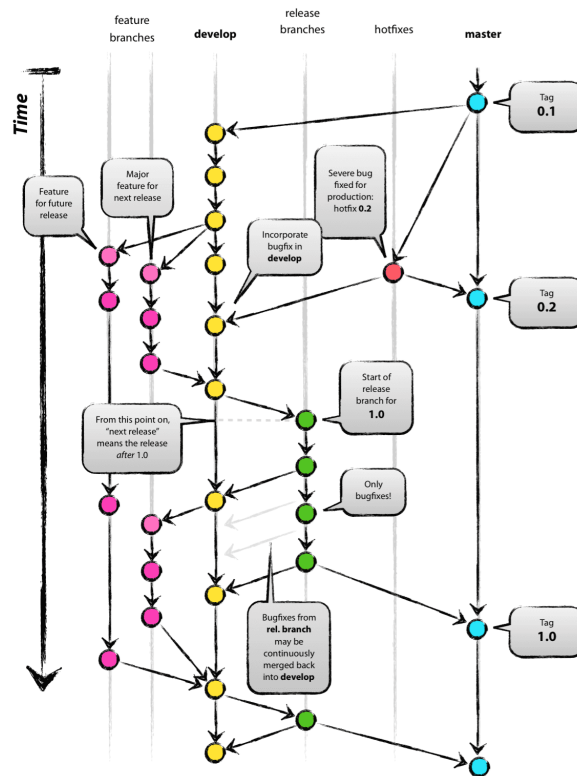 feature
branches
develop
release
branches
hotfixes
master
Time
Tag
0.1
Major
feature for
next release
Feature
for future
release
Severe bug
fixed for
production:
hotfix 0.2
Incorporate
bugfix in
develop
Tag
0.2
Start of
release
branch for
1.0
From this point on,
“next release”
means the release
after 1.0
Only
bugfixes!
Bugfixes from
rel. branch
may be
continuously
merged back
into develop
Tag
1.0